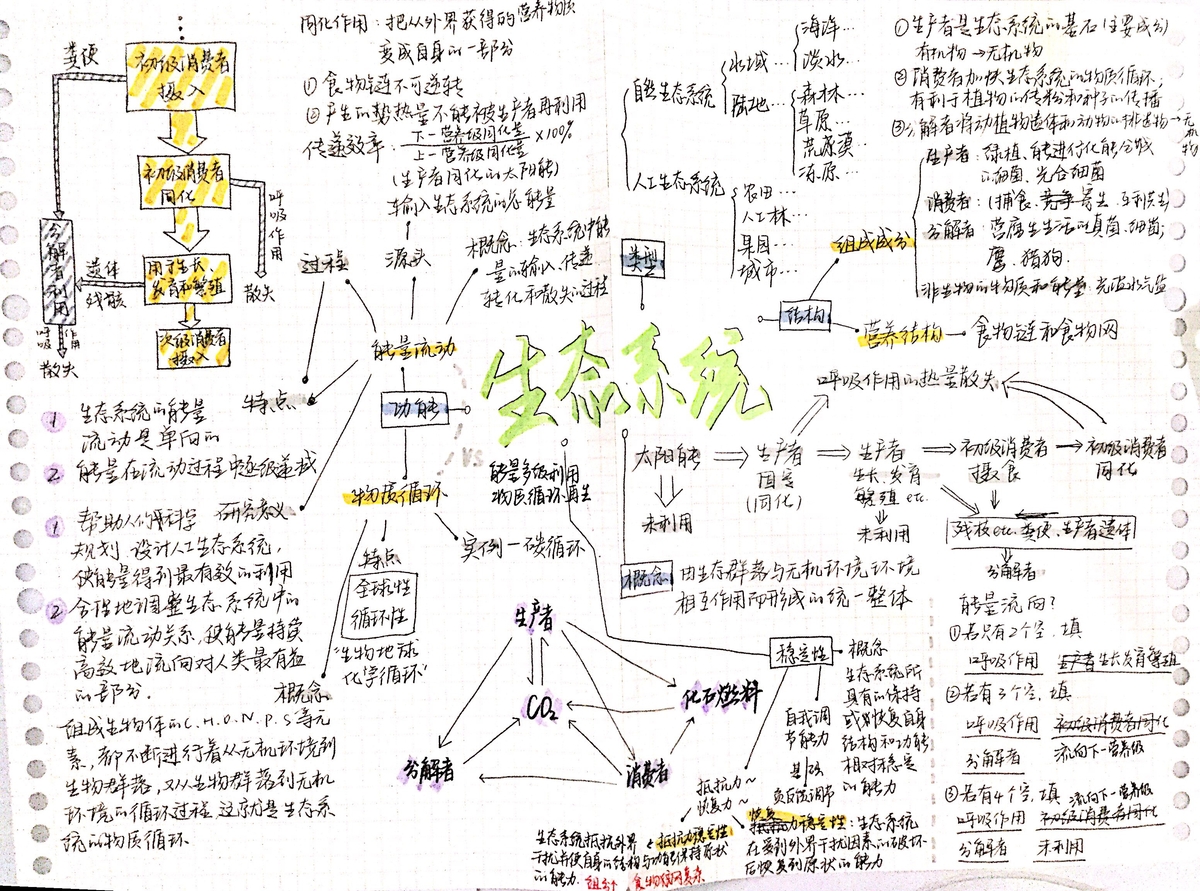 粪便
初级消费者
摄入
初级消费者
同化
呼吸作用
散失
分解者利用
遗体
残骸
用于生长
发育和繁殖
次级消费者
摄入
呼吸作用
散失
同化作用：把从外界获得的营养物质
变成自身的一部分
①食物链不可逆转
②产生的热量不能被生产者再利用
传递效率：下一营养级同化量/上一营养级同化量×100%
(生产者同化的太阳能)
输入生态系统的总能量
过程
源头
概念：生态系统中能
量的输入、传递
转化和散失的过程
能量流动
特点
功能
1 生态系统的能量
流动是单向的
2 能量在流动过程中逐级递减
研究意义
1 帮助人们科学
规划、设计人工生态系统，
使能量得到最有效的利用
2 合理地调整生态系统中的
能量流动关系，使能量持续
高效地流向对人类最有益
的部分.
VS
能量多级利用
物质循环再生
物质循环
特点
全球性
循环性
"生物地球
化学循环"
实例—碳循环
概念
组成生物体的C.H.O.N.P.S等元
素，都不断进行着从无机环境到
生物群落，又从生物群落到无机
环境的循环过程.这就是生态系
统的物质循环.
生产者
CO₂
化石燃料
分解者
消费者
生态系统
类型
自然生态系统
水域…
海洋…
淡水…
陆地
森林…
草原…
荒漠…
冻原…
人工生态系统
农田…
人工林…
果园…
城市…
①生产者是生态系统的基石(主要成分)
有机物→无机物
②消费者加快生态系统的物质循环；
有利于植物的传粉和种子的传播
③分解者将动植物遗体和动物的排遗物→无机物
结构
组成成分
生产者：绿植、能进行化能合成
的细菌、光合细菌
消费者：(捕食、竞争 寄生、互利共生)
分解者：营腐生生活的真菌、细菌；
非生物的物质和能量：
营养结构—食物链和食物网
呼吸作用的热量散失
太阳能
未利用
生产者
固定
(同化)
生产者
生长、发育
繁殖etc.
未利用
初级消费者
摄食
初级消费者
同化
残枝etc.粪便、生产者遗体
分解者
概念
由生态群落与无机环境环境
相互作用而形成的统一整体
稳定性
概念
生态系统所
具有的保持
或恢复自身
结构和功能
相对稳定
的能力
自我调
节能力
负反馈调节
抵抗力~
恢复力~
抵抗力稳定性
生态系统抵抗外界
干扰并使自身的结构与功能保持原状
的能力.
组分↑ 食物链网复杂
恢复
抵抗力稳定性：生态系统
在受到外界干扰因素的破坏
后恢复到原状的能力
能量流向？
①若只有2个空，填
呼吸作用 生产者生长发育繁殖
②若有3个空，填
呼吸作用 初级消费者同化
分解者 流向下一营养级
③若有4个空，填 流向下一营养级
呼吸作用 初级消费者同化
分解者 未利用